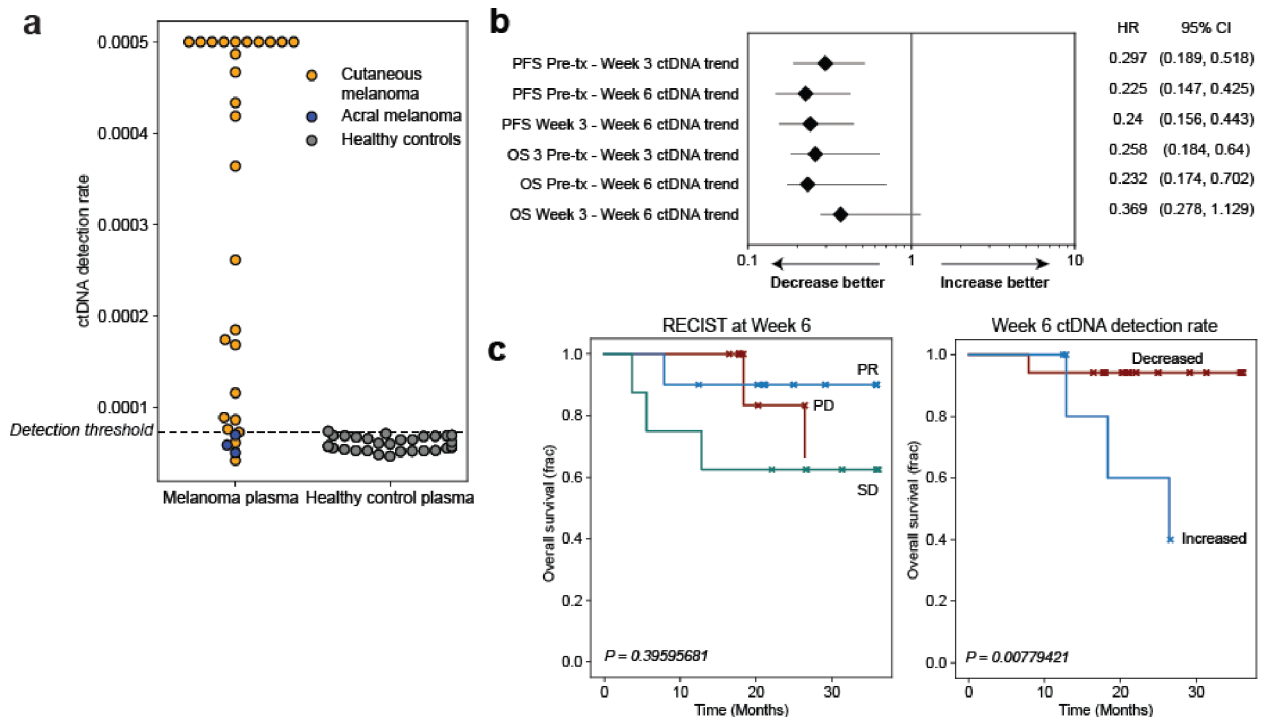 a
0.0005
0.0004
0.0003
0.0002
0.0001
ctDNA detection rate
Detection threshold
Cutaneous
melanoma
Acral melanoma
Healthy controls
Melanoma plasma
Healthy control plasma
b
HR 95% CI
PFS Pre-tx - Week 3 ctDNA trend 0.297 (0.189, 0.518)
PFS Pre-tx - Week 6 ctDNA trend 0.225 (0.147, 0.425)
PFS Week 3 - Week 6 ctDNA trend 0.24 (0.156, 0.443)
OS 3 Pre-tx - Week 3 ctDNA trend 0.258 (0.184, 0.64)
OS Pre-tx - Week 6 ctDNA trend 0.232 (0.174, 0.702)
OS Week 3 - Week 6 ctDNA trend 0.369 (0.278, 1.129)
0.1 1 10
Decrease better Increase better
c
RECIST at Week 6
1.0
0.8
0.6
0.4
0.2
0.0
Overall survival (frac)
PR
PD
SD
P = 0.39595681
0 10 20 30
Time (Months)
Week 6 ctDNA detection rate
1.0
0.8
0.6
0.4
0.2
0.0
Overall survival (frac)
Decreased
Increased
P = 0.00779421
0 10 20 30
Time (Months)